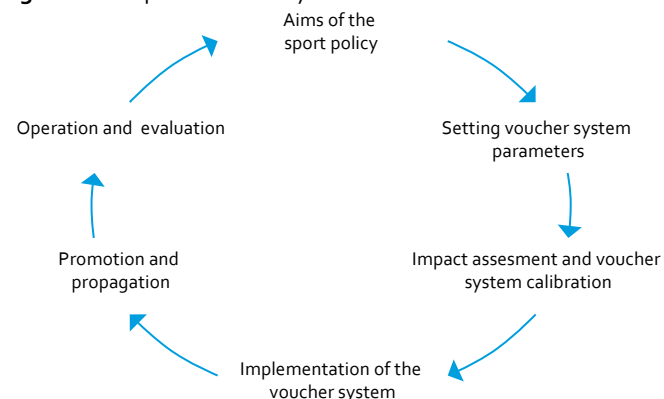 Aims of the
sport policy
Setting voucher system
parameters
Impact assesment and voucher
system calibration
Implementation of the
voucher system
Promotion and
propagation
Operation and evaluation